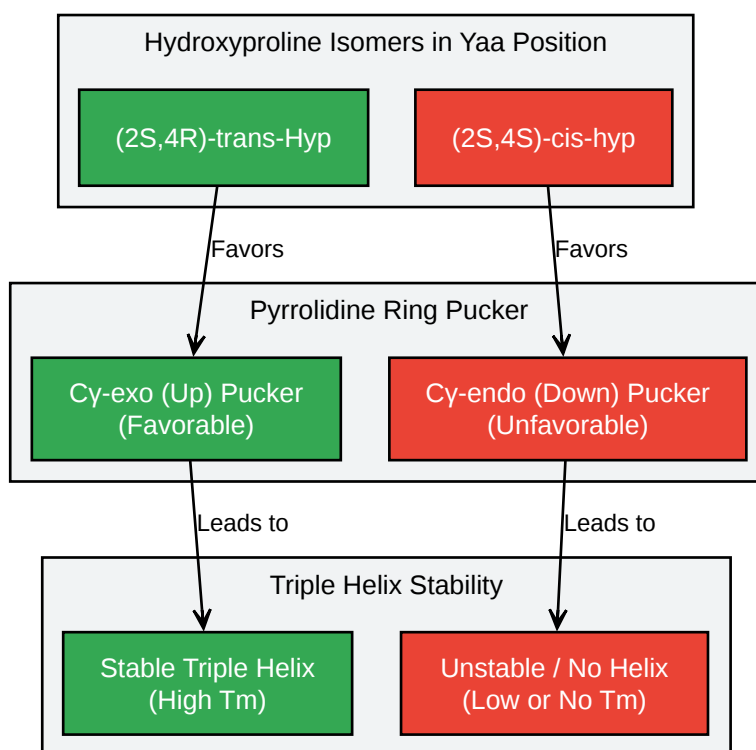 Hydroxyproline Isomers in Yaa Position
(2S,4R)-trans-Hyp
(2S,4S)-cis-hyp
Favors
Favors
Pyrrolidine Ring Pucker
Cγ-exo (Up) Pucker
(Favorable)
Cγ-endo (Down) Pucker
(Unfavorable)
Leads to
Leads to
Triple Helix Stability
Stable Triple Helix
(High Tm)
Unstable / No Helix
(Low or No Tm)